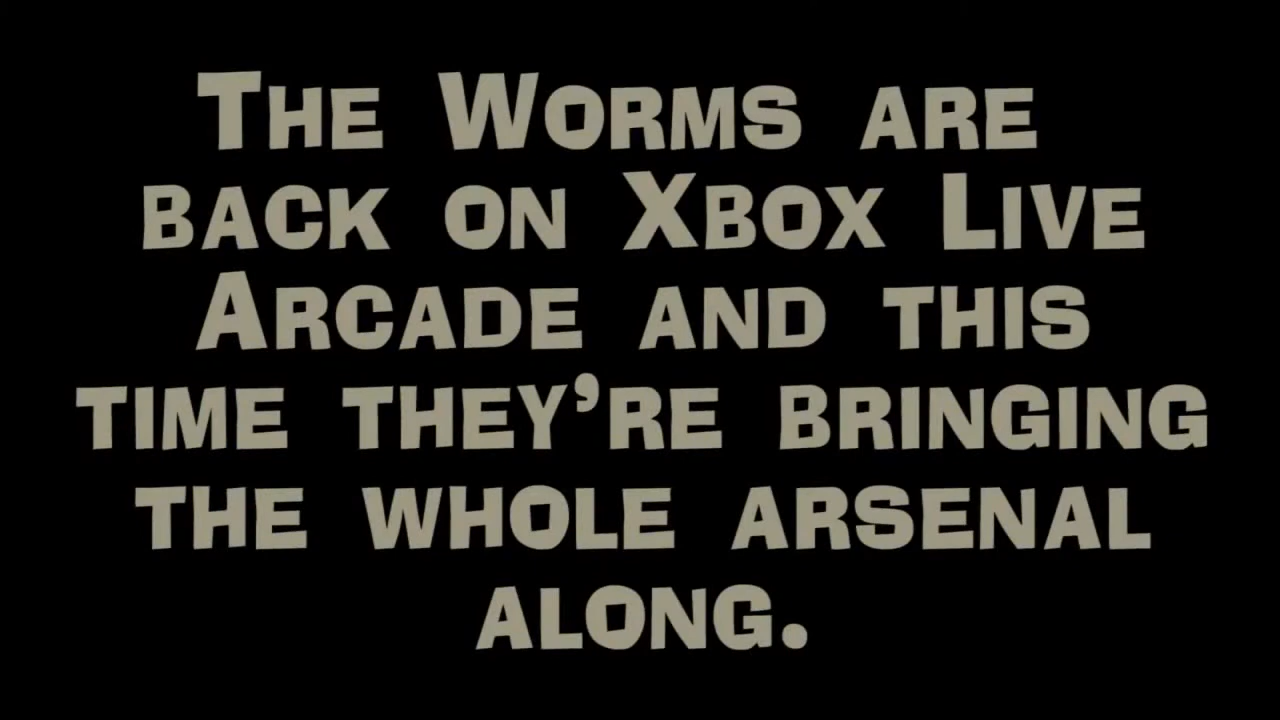 The Worms are
back on Xbox Live
Arcade and this
time they're bringing
the whole arsenal
along.